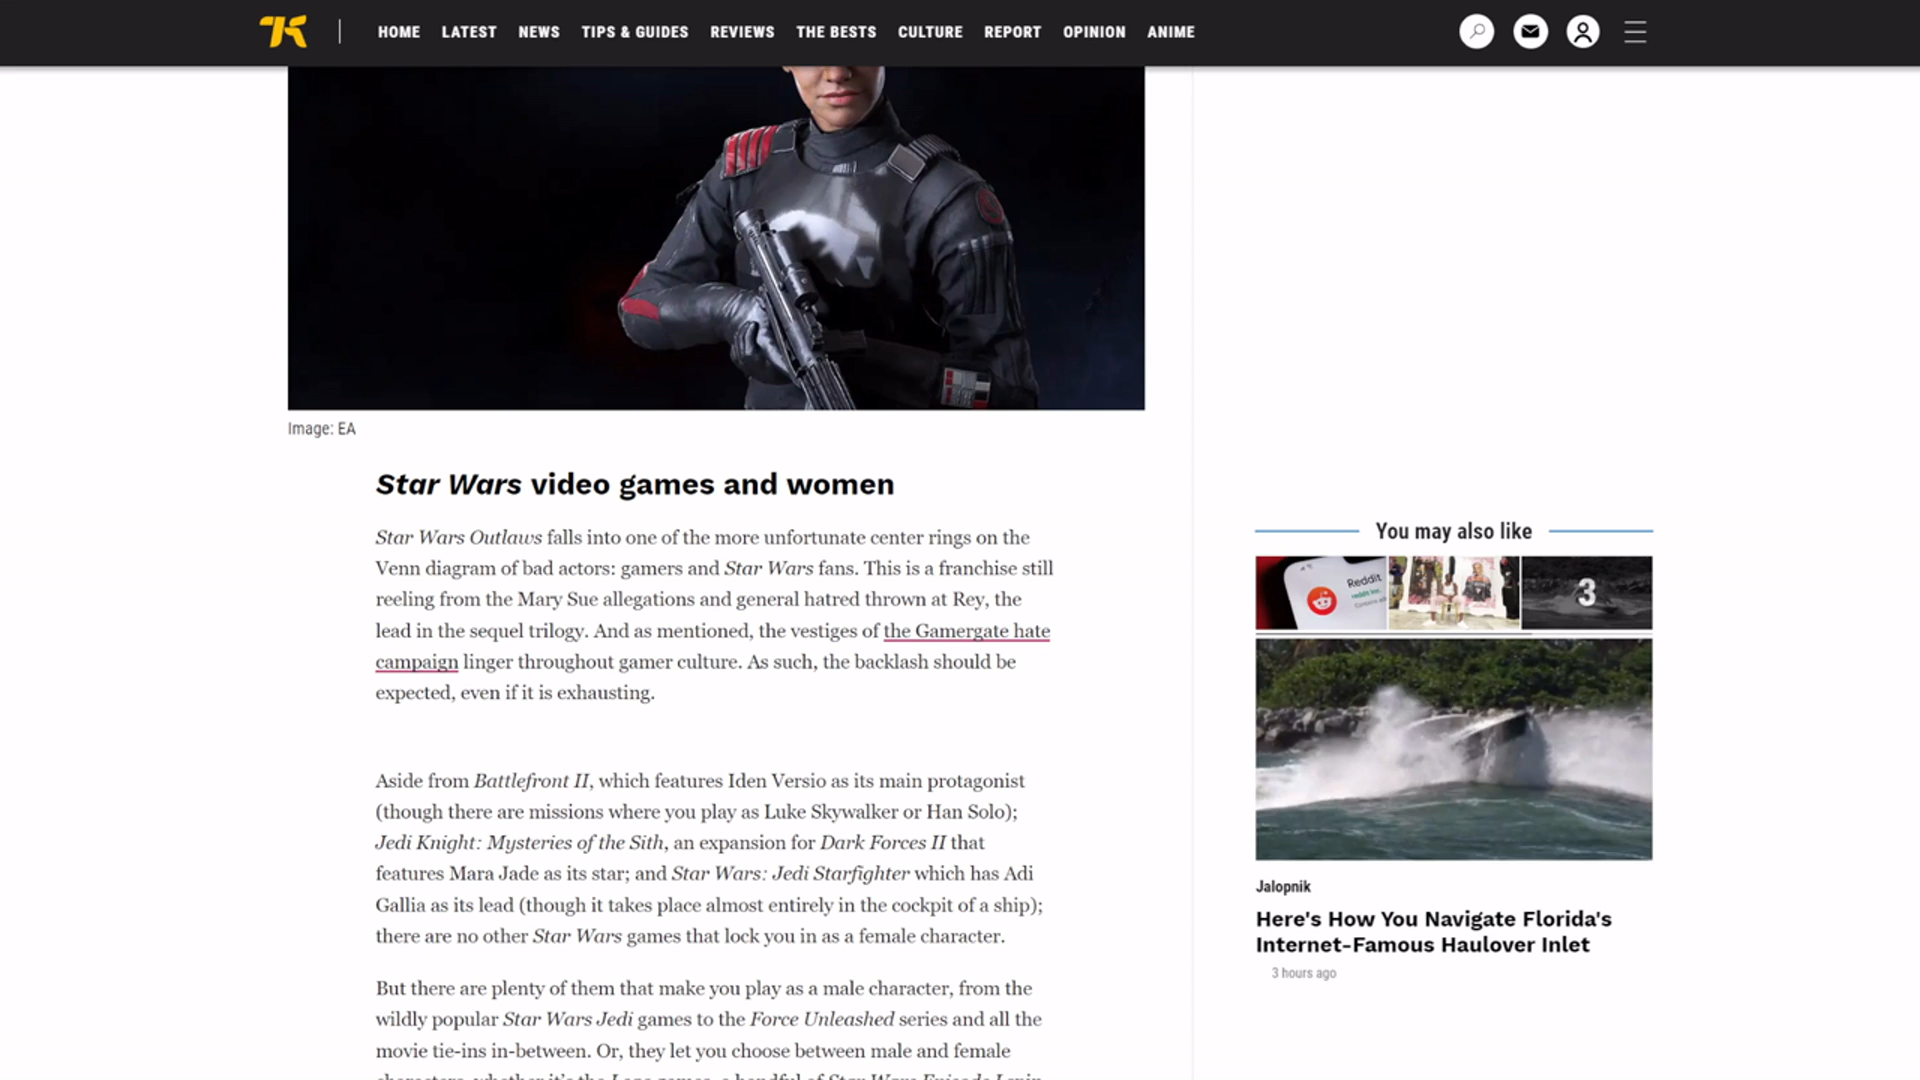 HOME LATEST NEWS TIPS & GUIDES REVIEWS THE BESTS CULTURE REPORT OPINION ANIME
Image: EA
Star Wars video games and women
Star Wars Outlaws falls into one of the more unfortunate center rings on the
Venn diagram of bad actors: gamers and Star Wars fans. This is a franchise still
reeling from the Mary Sue allegations and general hatred thrown at Rey, the
lead in the sequel trilogy. And as mentioned, the vestiges of the Gamergate hate
campaign linger throughout gamer culture. As such, the backlash should be
expected, even if it is exhausting.
Aside from Battlefront II, which features Iden Versio as its main protagonist
(though there are missions where you play as Luke Skywalker or Han Solo);
Jedi Knight: Mysteries of the Sith, an expansion for Dark Forces II that
features Mara Jade as its star; and Star Wars: Jedi Starfighter which has Adi
Gallia as its lead (though it takes place almost entirely in the cockpit of a ship);
there are no other Star Wars games that lock you in as a female character.
But there are plenty of them that make you play as a male character, from the
wildly popular Star Wars Jedi games to the Force Unleashed series and all the
movie tie-ins in-between. Or, they let you choose between male and female
You may also like
Reddit
3
Jalopnik
Here's How You Navigate Florida's
Internet-Famous Haulover Inlet
3 hours ago